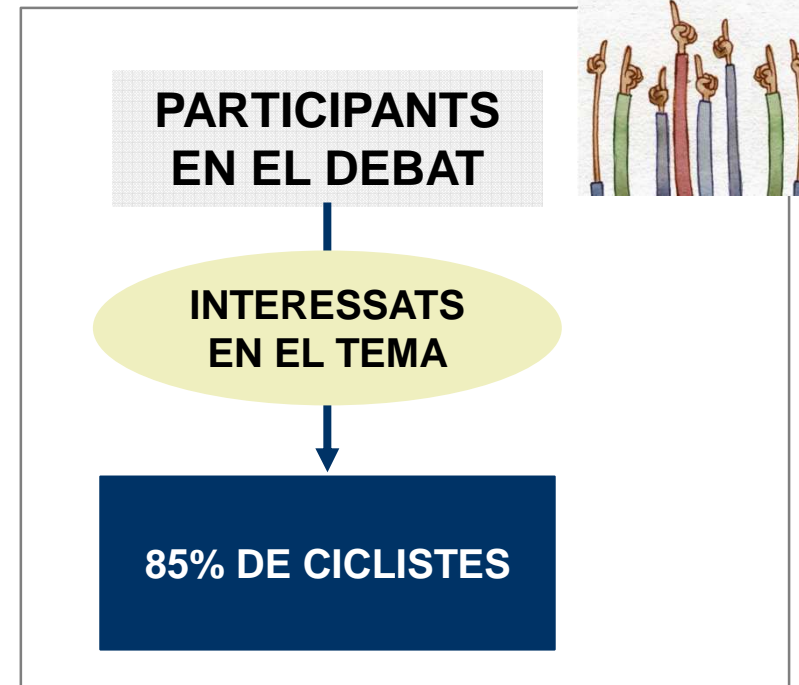 PARTICIPANTS
EN EL DEBAT
INTERESSATS
EN EL TEMA
85% DE CICLISTES